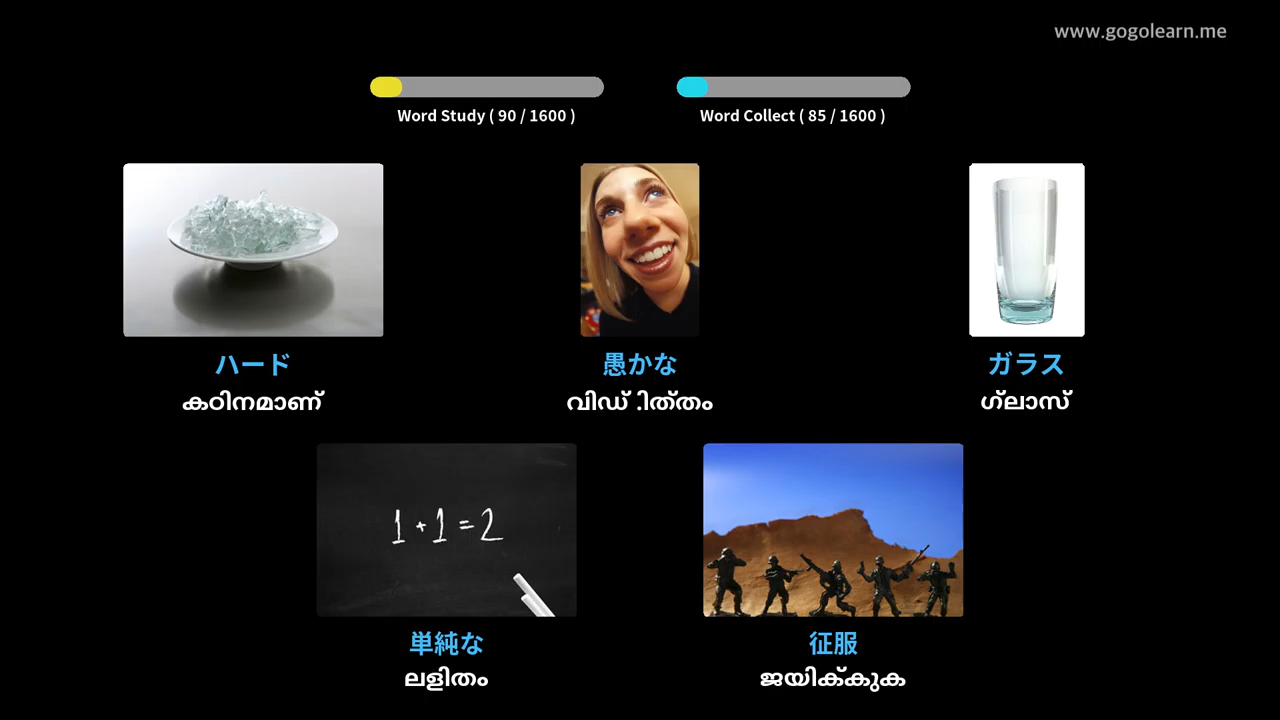 www.gogolearn.me
Word Study ( 90 / 1600 )
Word Collect ( 85 / 1600 )
ハード
കഠിനമാണ്
愚かな
വിഡ് ിത്തം
ガラス
ഗ്ലാസ്
1 + 1 = 2
単純な
ലളിതം
征服
ജയിക്കുക